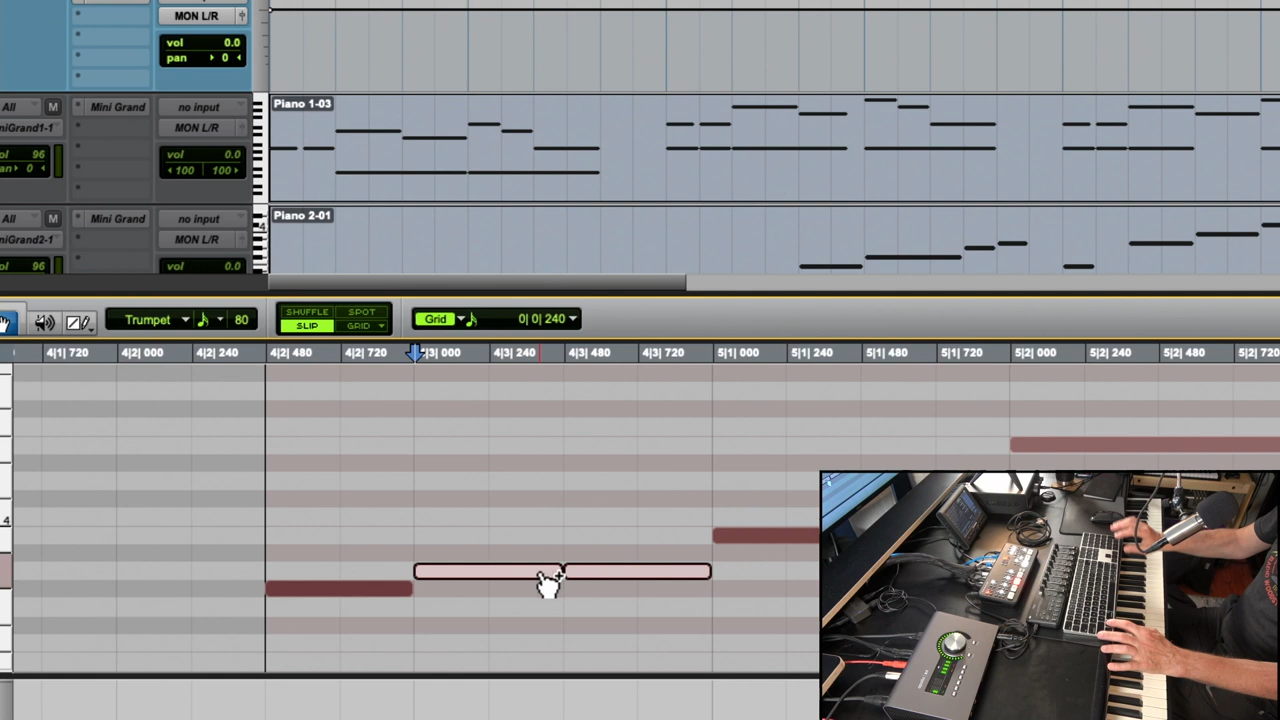 MON L/R
vol 0.0
pan 0
All M Mini Grand no input
niGrand1-1 MON L/R
ol 96 vol 0.0
pan 0 100 100
Piano 1-03
All M Mini Grand no input
niGrand2-1 MON L/R
ol 96 vol 0.0
4
Piano 2-01
Trumpet 80
SHUFFLE SPOT
SLIP GRID
Grid 0| 0| 240
4|1| 720 4|2| 000 4|2| 240 4|2| 480 4|2| 720 |3| 000 4|3| 240 4|3| 480 4|3| 720 5|1| 000 5|1| 240 5|1| 480 5|1| 720 5|2| 000 5|2| 240 5|2| 480 5|2| 720
4